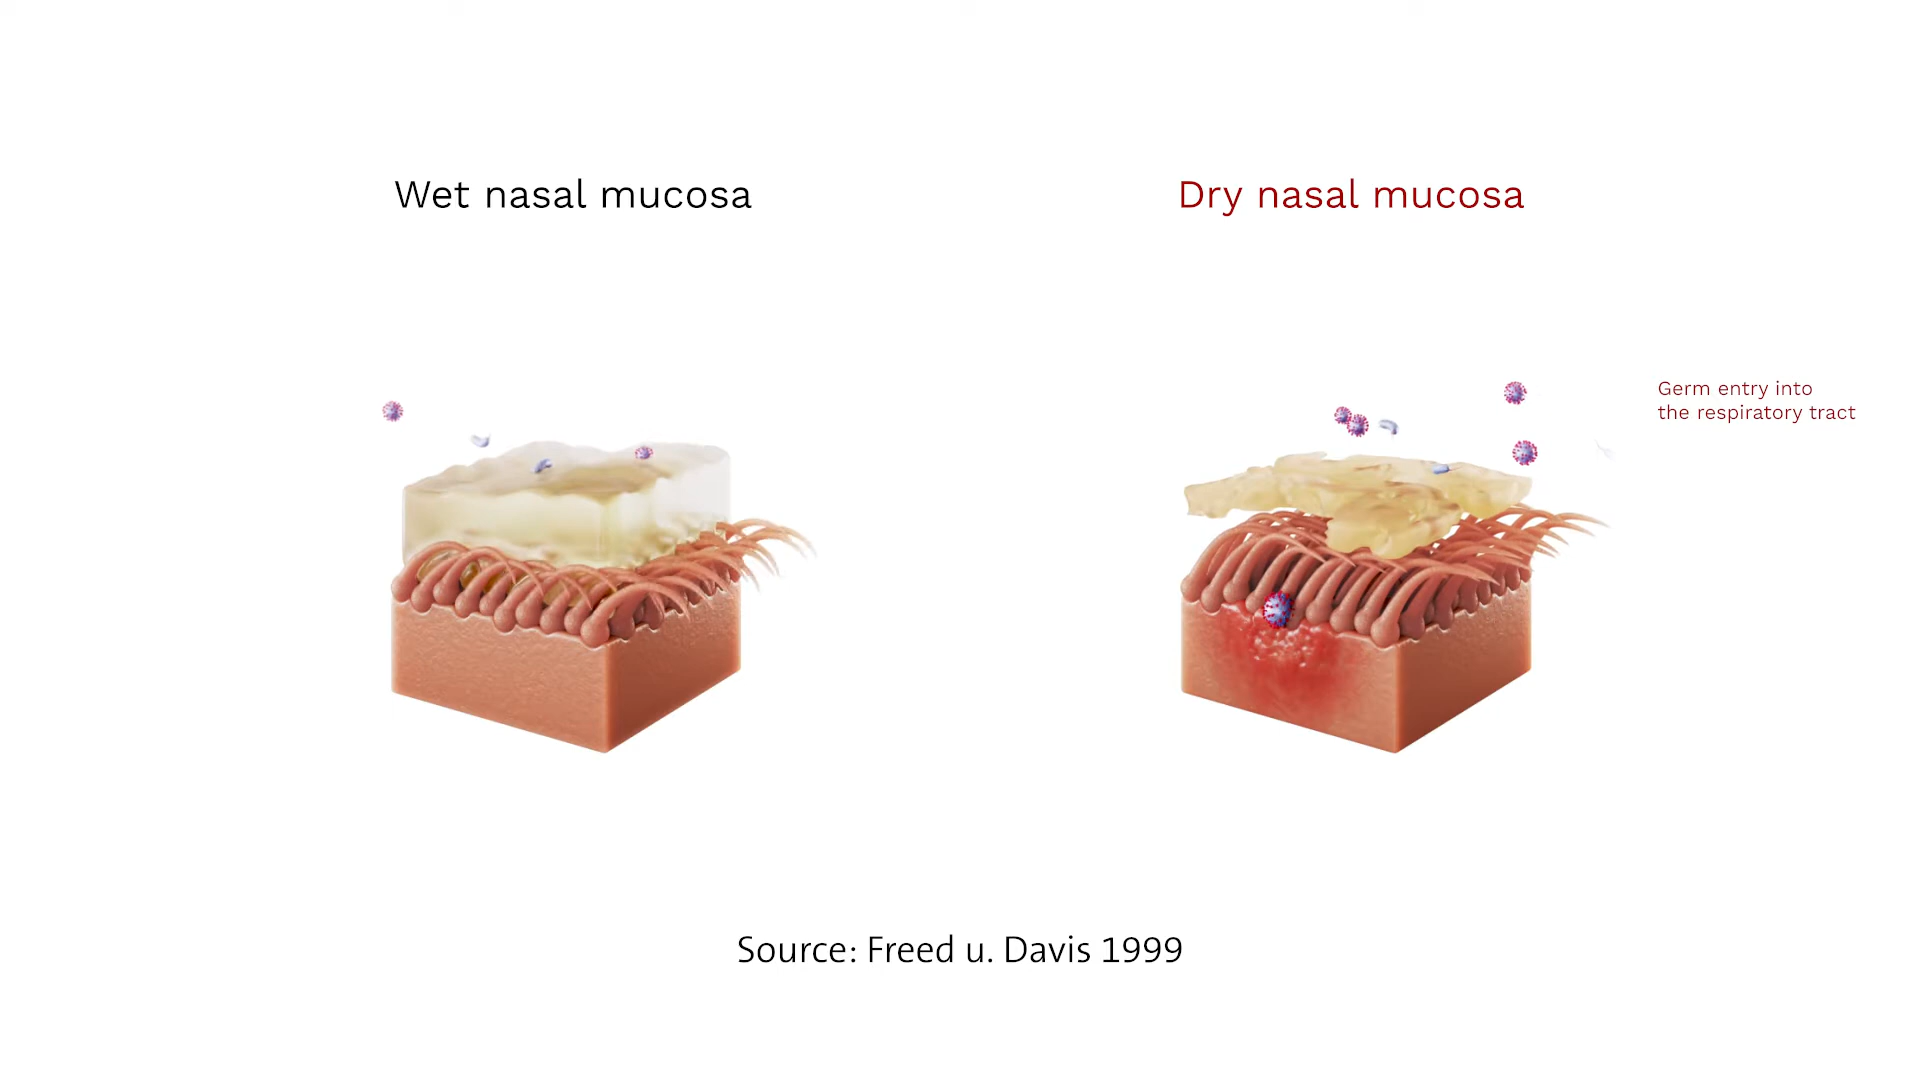 Wet nasal mucosa
Dry nasal mucosa
Germ entry into
the respiratory tract
Source: Freed u. Davis 1999